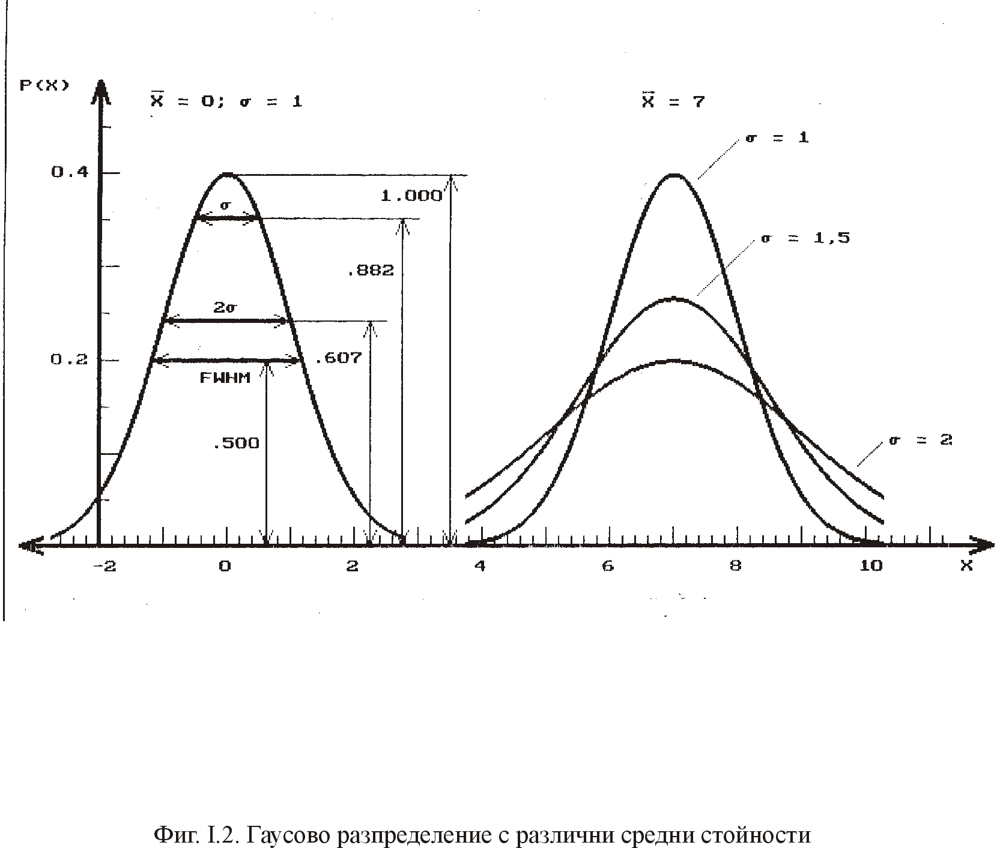 P(X)
X̅ = 0; σ = 1
X̅ = 7
σ = 1
0.4
1.000
σ
σ = 1,5
.882
2σ
0.2
.607
FWHM
.500
σ = 2
-2 0 2 4 6 8 10 X
Фиг. I.2. Гаусово разпределение с различни средни стойности